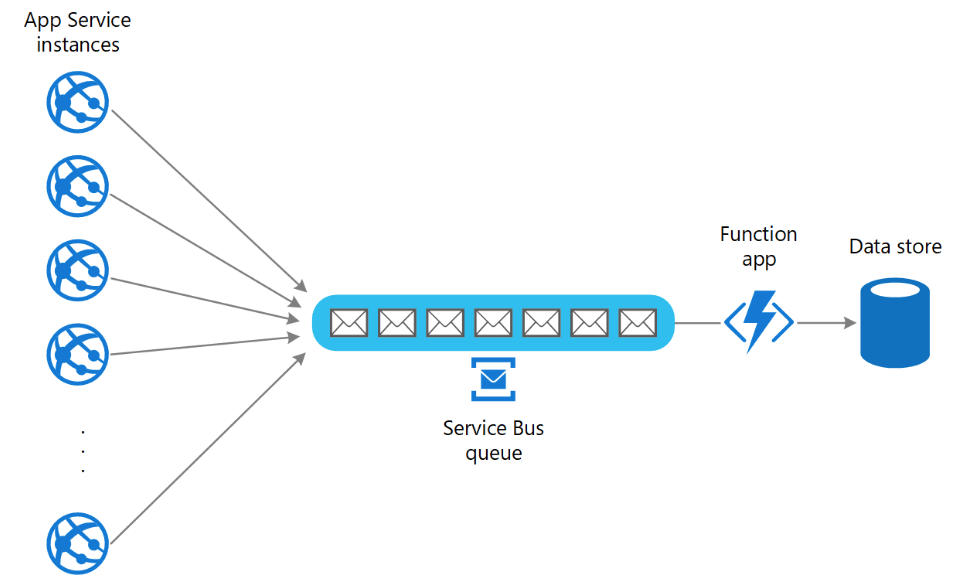 App Service
instances
Function
app
Data store
.
.
.
Service Bus
queue